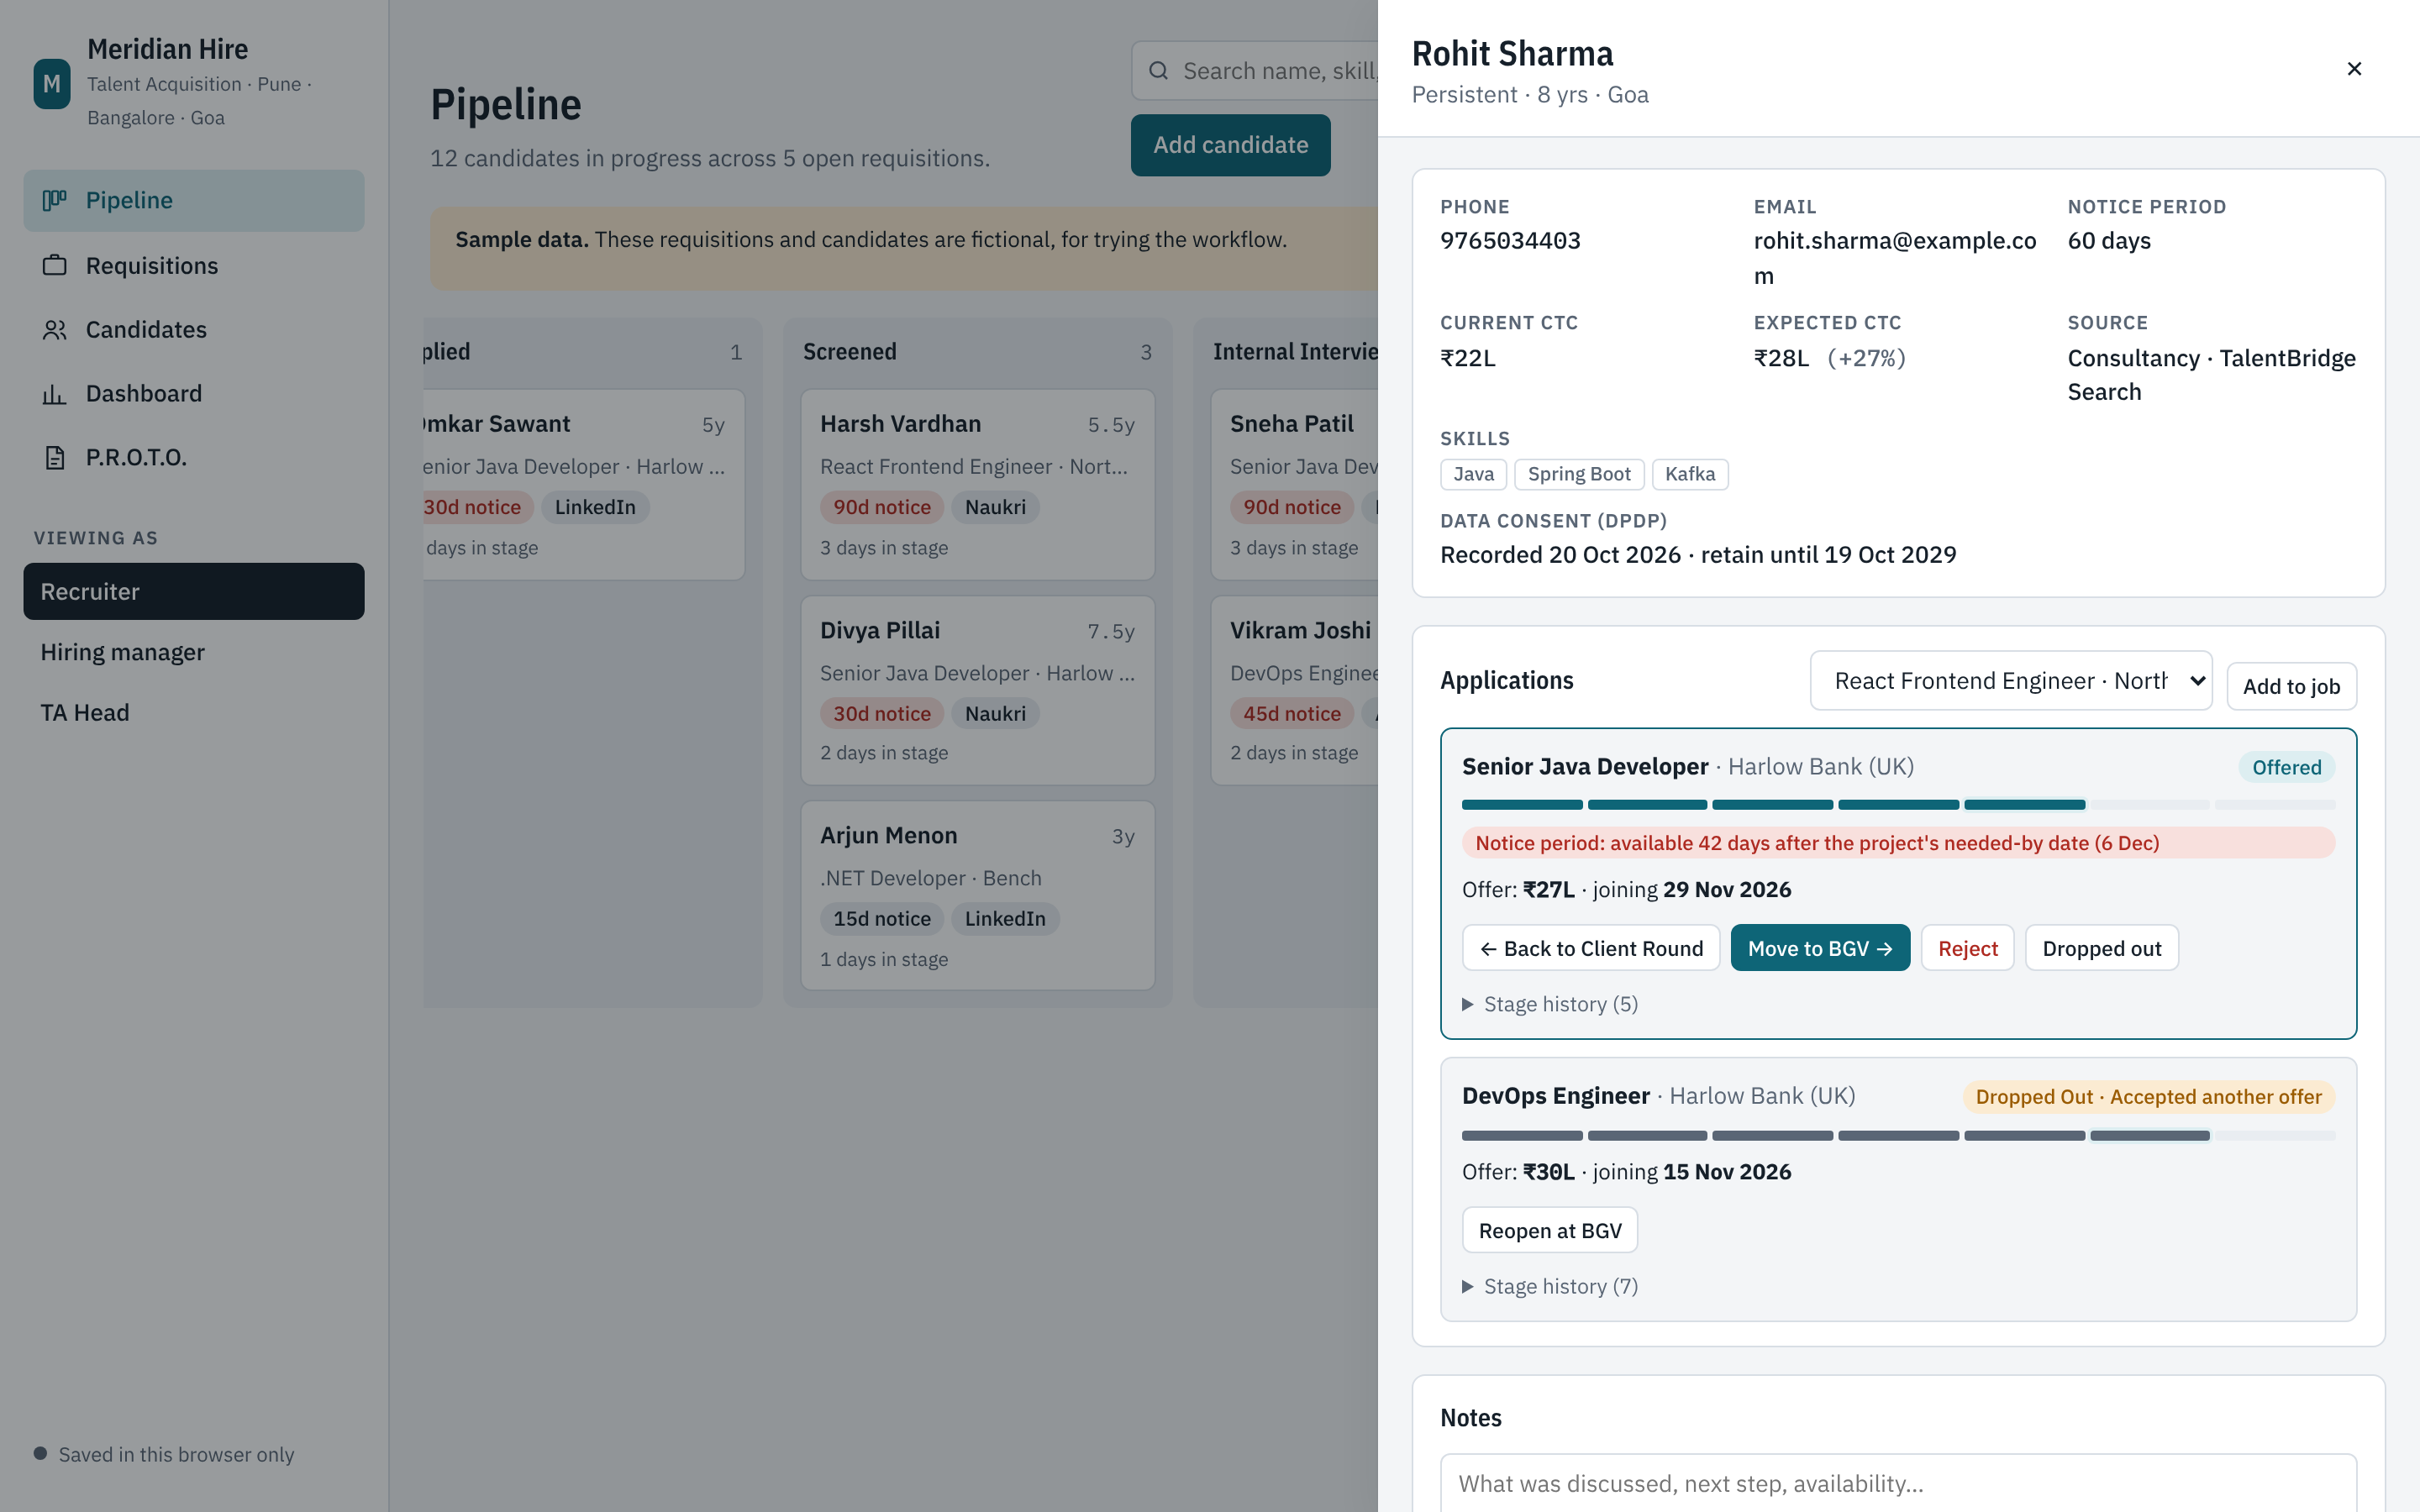 M
Meridian Hire
Talent Acquisition · Pune ·
Bangalore · Goa
Pipeline
Requisitions
Candidates
Dashboard
P.R.O.T.O.
VIEWING AS
Recruiter
Hiring manager
TA Head
Saved in this browser only
Pipeline
12 candidates in progress across 5 open requisitions.
Search name, skill,
Add candidate
Sample data. These requisitions and candidates are fictional, for trying the workflow.
plied 1
Omkar Sawant 5y
enior Java Developer · Harlow ...
30d notice LinkedIn
days in stage
Screened 3
Harsh Vardhan 5.5y
React Frontend Engineer · Nort...
90d notice Naukri
3 days in stage
Divya Pillai 7.5y
Senior Java Developer · Harlow ...
30d notice Naukri
2 days in stage
Arjun Menon 3y
.NET Developer · Bench
15d notice LinkedIn
1 days in stage
Internal Intervie
Sneha Patil
Senior Java Dev
90d notice
3 days in stage
Vikram Joshi
DevOps Enginee
45d notice
2 days in stage
Rohit Sharma
Persistent · 8 yrs · Goa
×
PHONE
9765034403
EMAIL
rohit.sharma@example.co
m
NOTICE PERIOD
60 days
CURRENT CTC
₹22L
EXPECTED CTC
₹28L (+27%)
SOURCE
Consultancy · TalentBridge
Search
SKILLS
Java Spring Boot Kafka
DATA CONSENT (DPDP)
Recorded 20 Oct 2026 · retain until 19 Oct 2029
Applications
React Frontend Engineer · North
Add to job
Senior Java Developer · Harlow Bank (UK) Offered
Notice period: available 42 days after the project's needed-by date (6 Dec)
Offer: ₹27L · joining 29 Nov 2026
← Back to Client Round Move to BGV → Reject Dropped out
▶ Stage history (5)
DevOps Engineer · Harlow Bank (UK) Dropped Out · Accepted another offer
Offer: ₹30L · joining 15 Nov 2026
Reopen at BGV
▶ Stage history (7)
Notes
What was discussed, next step, availability...